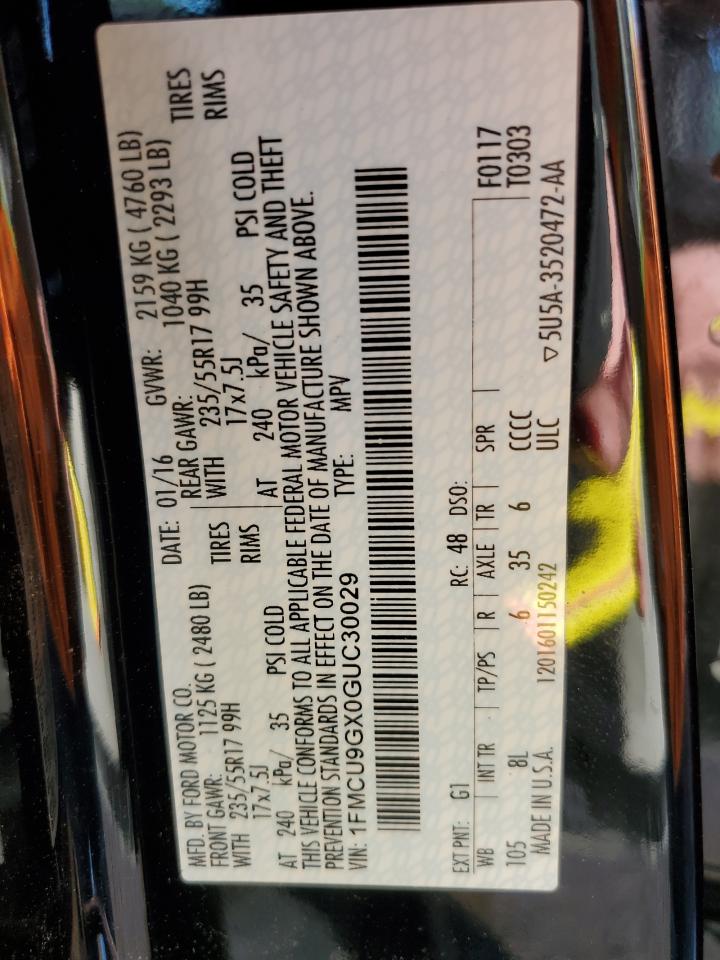 MFD. BY FORD MOTOR CO. DATE: 01/16 GVWR: 2159 KG ( 4760 LB)
FRONT GAWR: 1125 KG ( 2480 LB) REAR GAWR: 1040 KG ( 2293 LB)
WITH 235/55R17 99H TIRES WITH 235/55R17 99H TIRES
17x7.5J RIMS 17x7.5J RIMS
AT 240 kPa/ 35 PSI COLD AT 240 kPa/ 35 PSI COLD
THIS VEHICLE CONFORMS TO ALL APPLICABLE FEDERAL MOTOR VEHICLE SAFETY AND THEFT
PREVENTION STANDARDS IN EFFECT ON THE DATE OF MANUFACTURE SHOWN ABOVE.
VIN: 1FMCU9GX0GUC30029 TYPE: MPV
EXT PNT: G1 RC: 48 DSO: F0117
WB INT TR TP/PS R AXLE TR SPR T0303
105 8L 6 35 6 CCCC
MADE IN U.S.A. 1201601150242 ULC ▽5U5A-3520472-AA